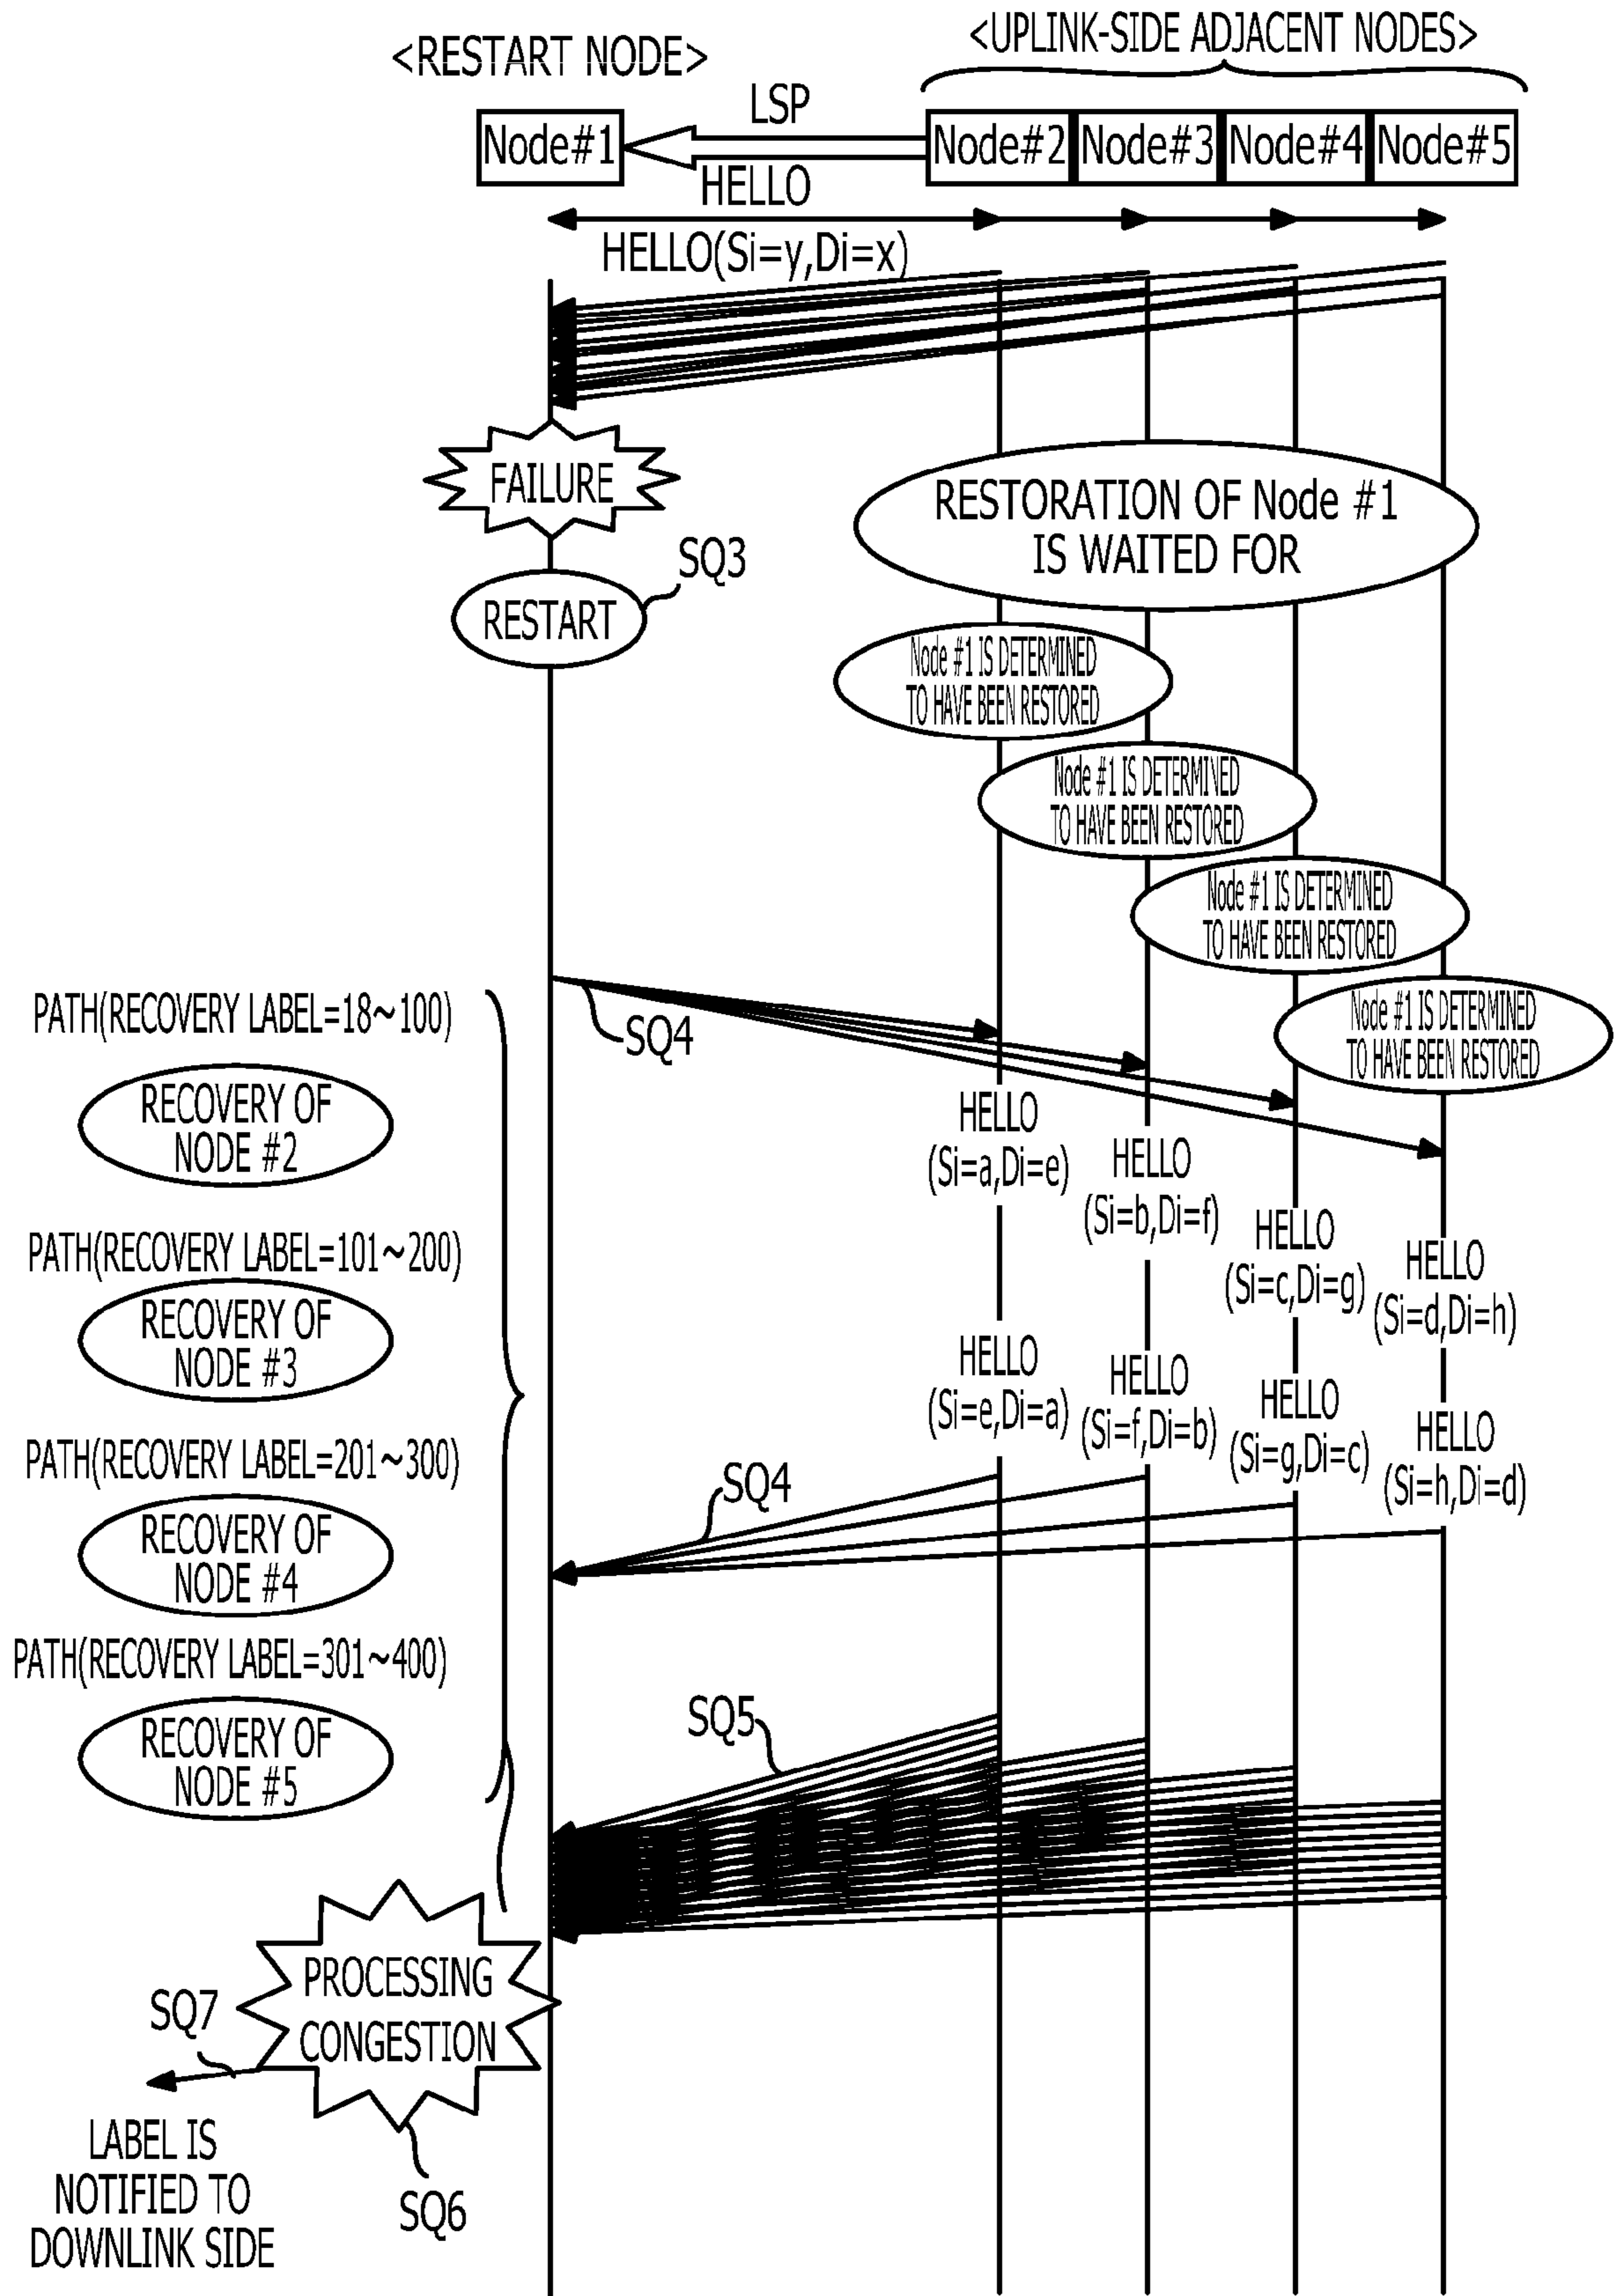 <RESTART NODE>
<UPLINK-SIDE ADJACENT NODES>
Node#1
LSP
Node#2
Node#3
Node#4
Node#5
HELLO
HELLO(Si=y,Di=x)
FAILURE
RESTORATION OF Node #1
IS WAITED FOR
SQ3
RESTART
Node #1 IS DETERMINED
TO HAVE BEEN RESTORED
Node #1 IS DETERMINED
TO HAVE BEEN RESTORED
Node #1 IS DETERMINED
TO HAVE BEEN RESTORED
Node #1 IS DETERMINED
TO HAVE BEEN RESTORED
PATH(RECOVERY LABEL=18~100)
SQ4
RECOVERY OF
NODE #2
HELLO
(Si=a,Di=e)
HELLO
(Si=b,Di=f)
HELLO
(Si=c,Di=g)
HELLO
(Si=d,Di=h)
PATH(RECOVERY LABEL=101~200)
RECOVERY OF
NODE #3
HELLO
(Si=e,Di=a)
HELLO
(Si=f,Di=b)
HELLO
(Si=g,Di=c)
HELLO
(Si=h,Di=d)
PATH(RECOVERY LABEL=201~300)
SQ4
RECOVERY OF
NODE #4
PATH(RECOVERY LABEL=301~400)
SQ5
RECOVERY OF
NODE #5
PROCESSING
CONGESTION
SQ7
LABEL IS
NOTIFIED TO
DOWNLINK SIDE
SQ6